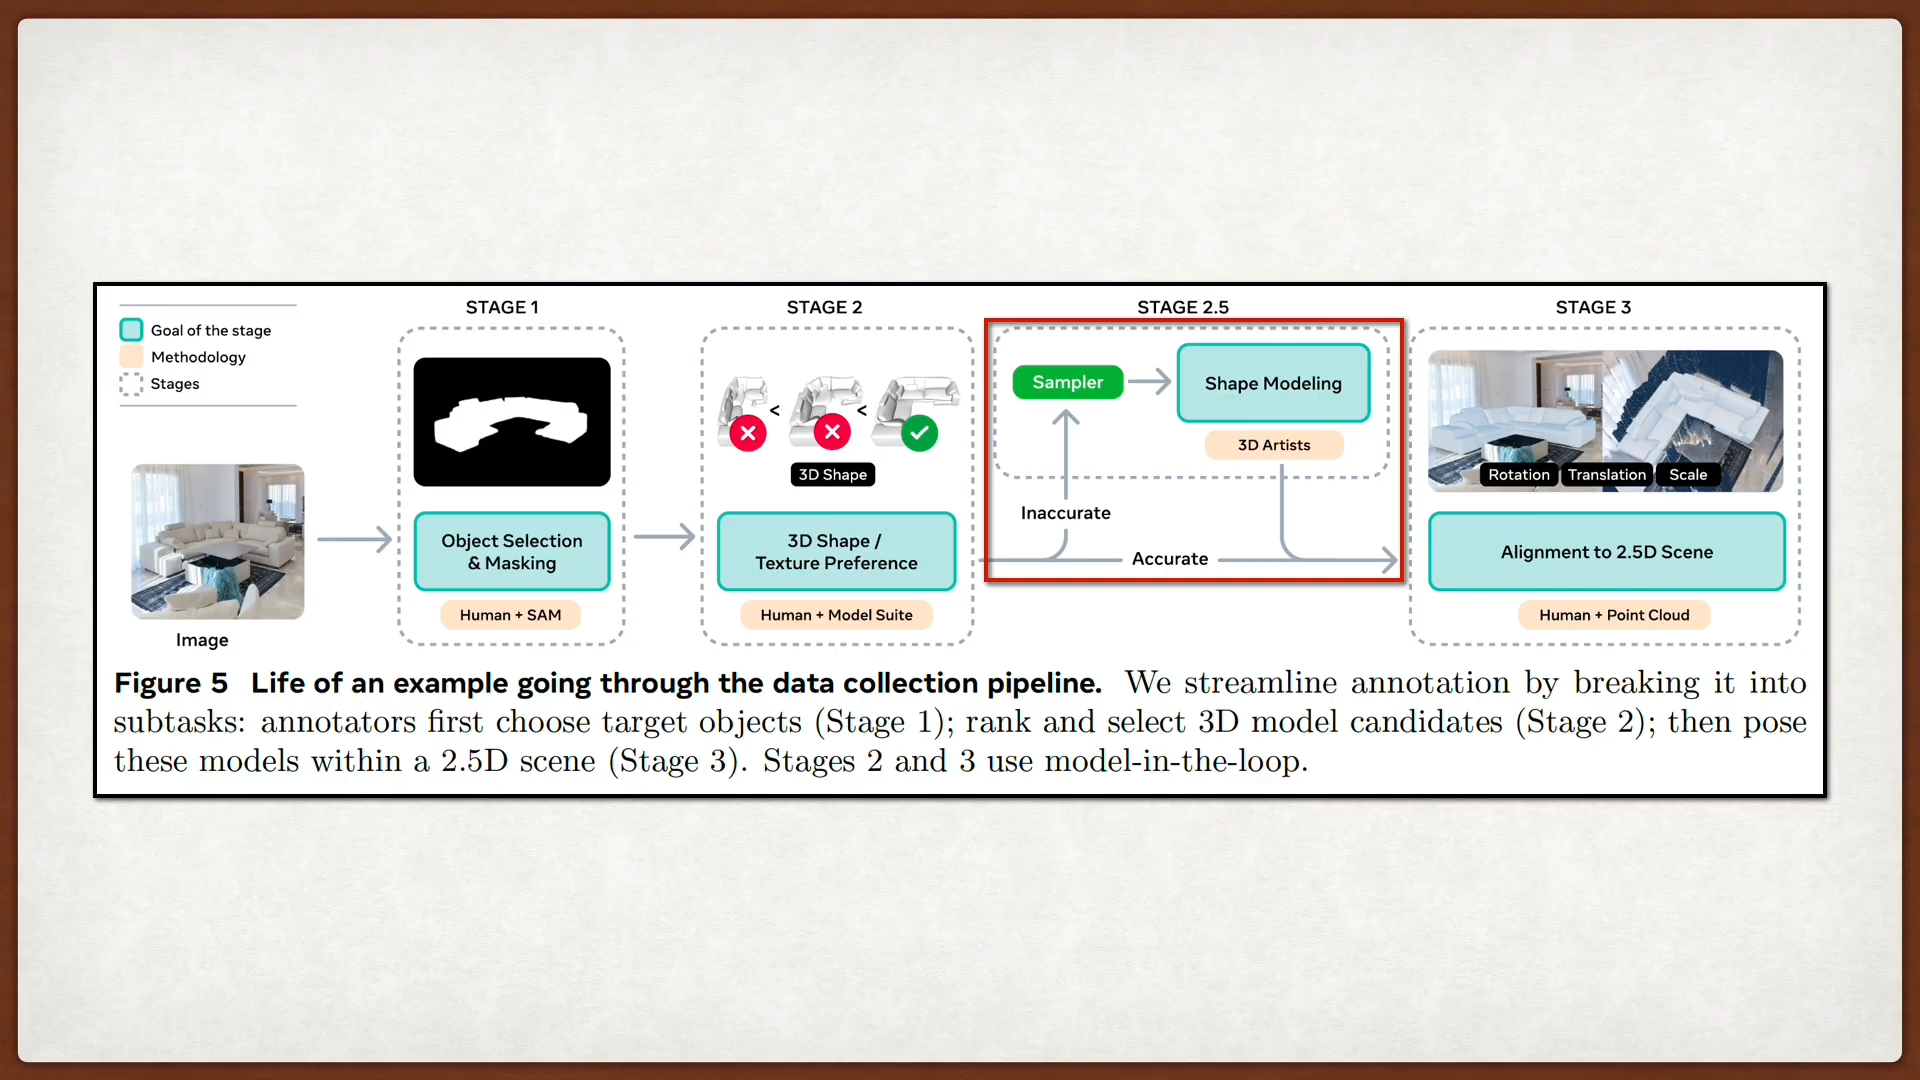 Goal of the stage
Methodology
Stages
Image
STAGE 1
Object Selection
& Masking
Human + SAM
STAGE 2
<
<
3D Shape
3D Shape /
Texture Preference
Human + Model Suite
STAGE 2.5
Sampler
Shape Modeling
3D Artists
Inaccurate
Accurate
STAGE 3
Rotation
Translation
Scale
Alignment to 2.5D Scene
Human + Point Cloud
Figure 5 Life of an example going through the data collection pipeline. We streamline annotation by breaking it into
subtasks: annotators first choose target objects (Stage 1); rank and select 3D model candidates (Stage 2); then pose
these models within a 2.5D scene (Stage 3). Stages 2 and 3 use model-in-the-loop.